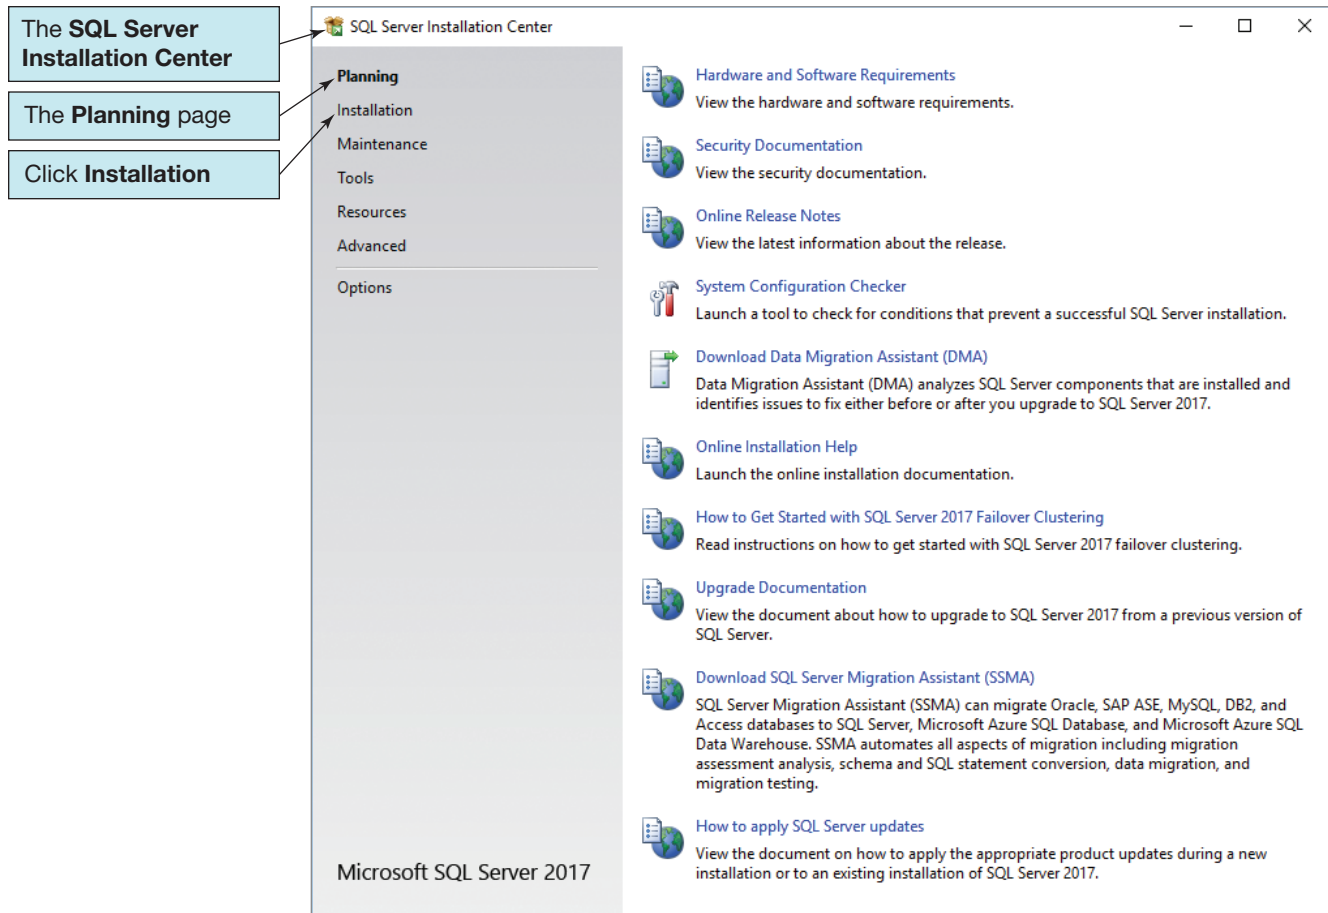 The SQL Server
Installation Center
The Planning page
Click Installation
SQL Server Installation Center
Planning
Installation
Maintenance
Tools
Resources
Advanced
Options
Microsoft SQL Server 2017
Hardware and Software Requirements
View the hardware and software requirements.
Security Documentation
View the security documentation.
Online Release Notes
View the latest information about the release.
System Configuration Checker
Launch a tool to check for conditions that prevent a successful SQL Server installation.
Download Data Migration Assistant (DMA)
Data Migration Assistant (DMA) analyzes SQL Server components that are installed and
identifies issues to fix either before or after you upgrade to SQL Server 2017.
Online Installation Help
Launch the online installation documentation.
How to Get Started with SQL Server 2017 Failover Clustering
Read instructions on how to get started with SQL Server 2017 failover clustering.
Upgrade Documentation
View the document about how to upgrade to SQL Server 2017 from a previous version of
SQL Server.
Download SQL Server Migration Assistant (SSMA)
SQL Server Migration Assistant (SSMA) can migrate Oracle, SAP ASE, MySQL, DB2, and
Access databases to SQL Server, Microsoft Azure SQL Database, and Microsoft Azure SQL
Data Warehouse. SSMA automates all aspects of migration including migration
assessment analysis, schema and SQL statement conversion, data migration, and
migration testing.
How to apply SQL Server updates
View the document on how to apply the appropriate product updates during a new
installation or to an existing installation of SQL Server 2017.